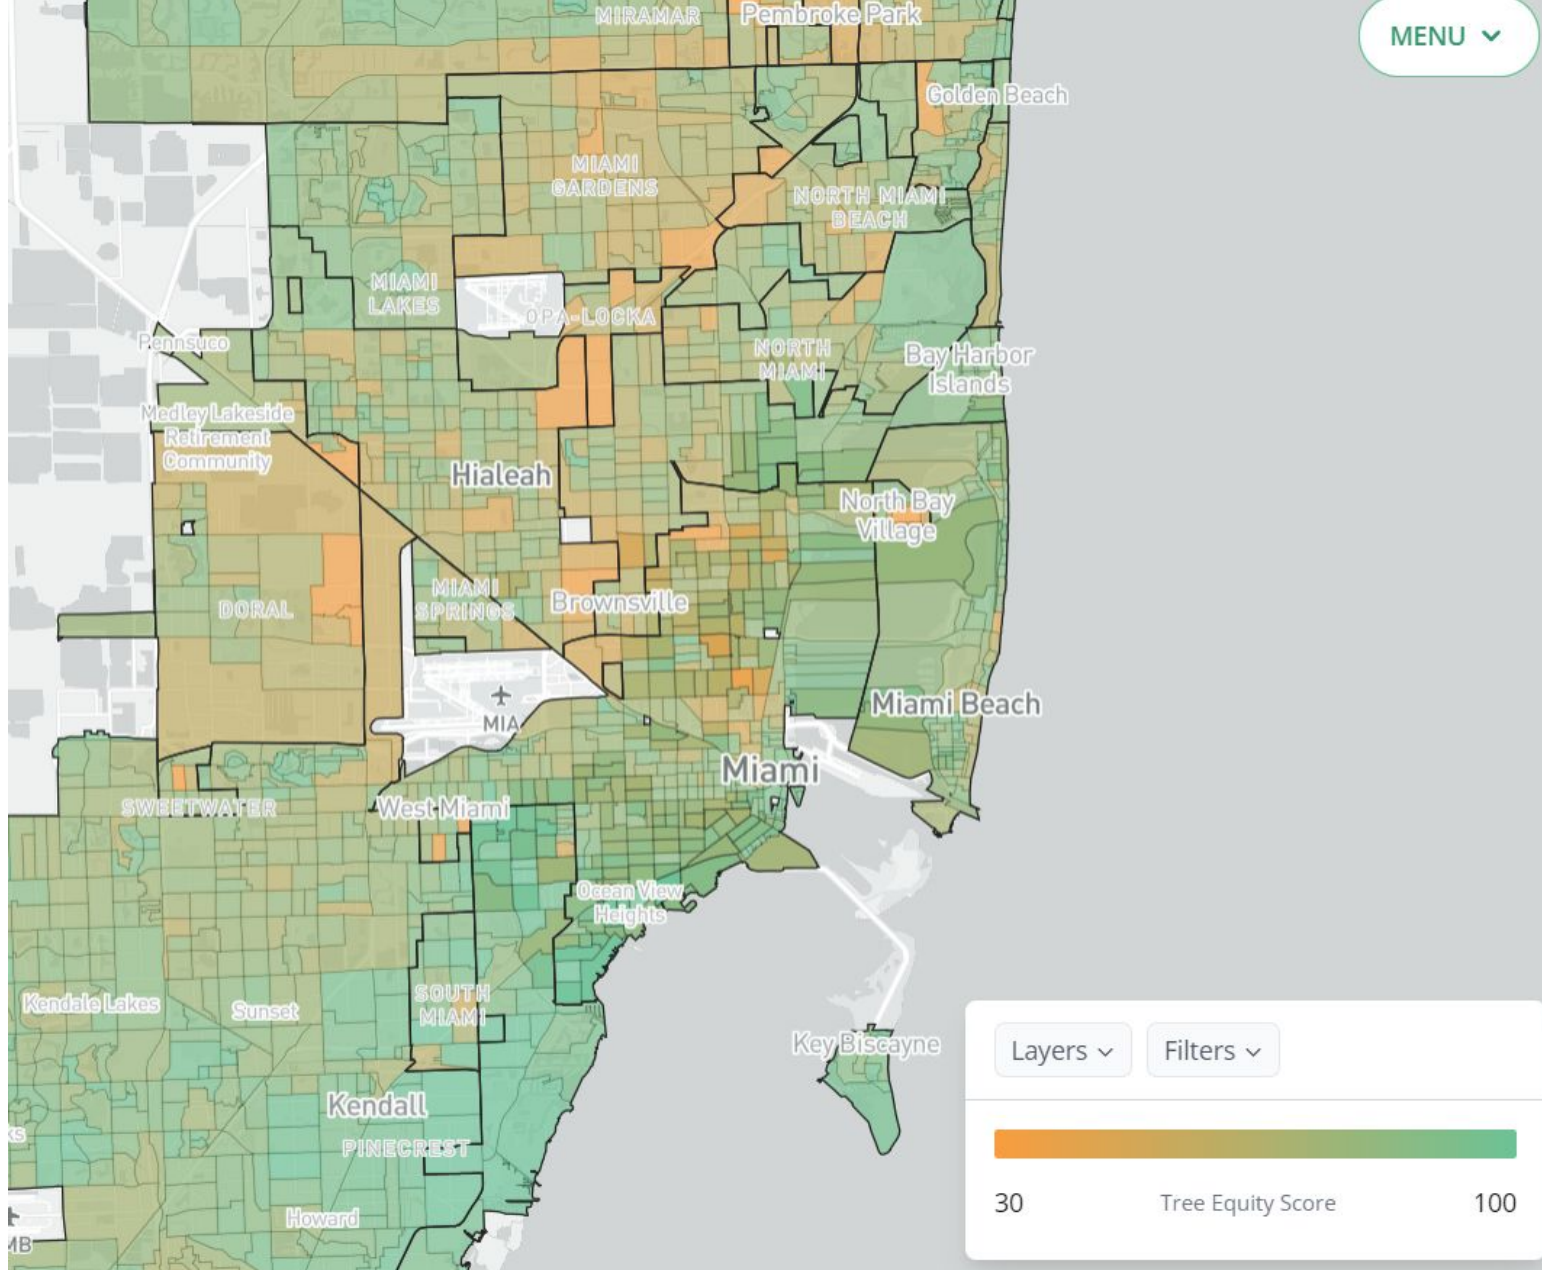 MIRAMAR
Pembroke Park
MENU
Golden Beach
MIAMI
GARDENS
NORTH MIAMI
BEACH
MIAMI
LAKES
OPA-LOCKA
Pennsuco
NORTH
MIAMI
Bay Harbor
Islands
Medley Lakeside
Retirement
Community
Hialeah
North Bay
Village
MIAMI
SPRINGS
DORAL
Brownsville
MIA
Miami Beach
Miami
SWEETWATER
West Miami
Ocean View
Heights
Kendale Lakes
Sunset
SOUTH
MIAMI
Key Biscayne
Layers
Filters
Kendall
ks
PINECREST
30
Tree Equity Score
100
Howard
MB